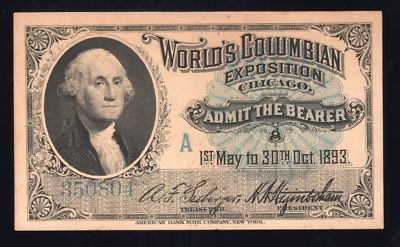 WORLD'S COLUMBIAN
EXPOSITION
CHICAGO,
ADMIT THE BEARER
A
1ST May to 30TH Oct. 1893.
350804
TREASURER.
PRESIDENT.
AMERICAN BANK NOTE COMPANY, NEW YORK.